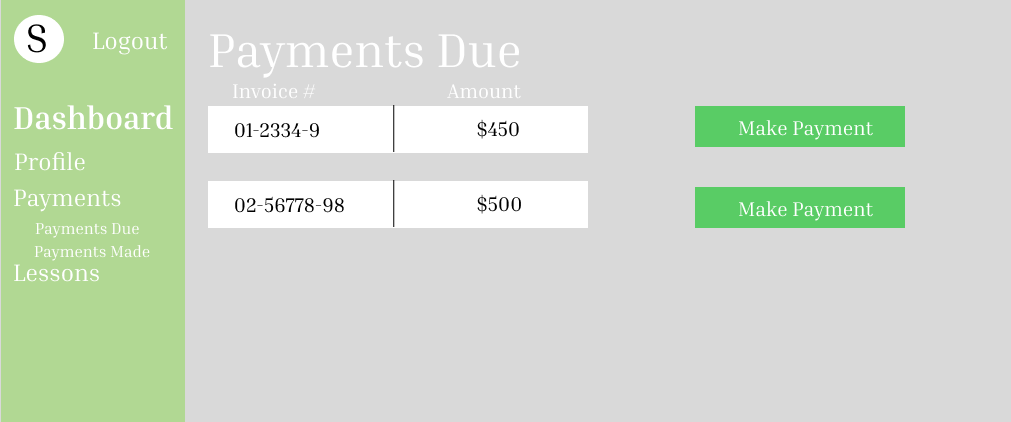 S
Logout
Dashboard
Profile
Payments
Payments Due
Payments Made
Lessons
Payments Due
Invoice # Amount
01-2334-9 $450 Make Payment
02-56778-98 $500 Make Payment